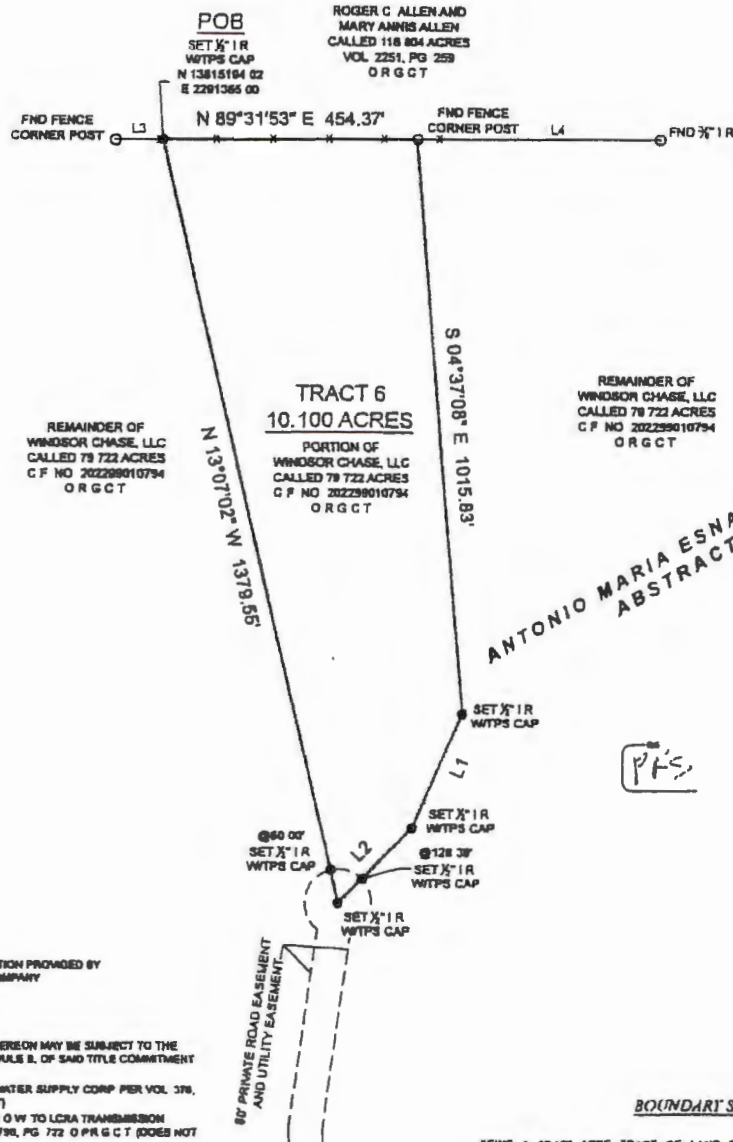 POB
SET ½" I R
W/TPS CAP
N 13815194 02
E 2291365 00
ROGER C ALLEN AND
MARY ANNIS ALLEN
CALLED 118 804 ACRES
VOL 2251, PG 259
O R G C T
FND FENCE
CORNER POST
L3
N 89°31'53" E 454.37'
FND FENCE
CORNER POST
L4
FND ⅜" I R
S 04°37'08" E 1015.83'
TRACT 6
10.100 ACRES
PORTION OF
WINDSOR CHASE, LLC
CALLED 79 722 ACRES
C F NO 202299010794
O R G C T
REMAINDER OF
WINDSOR CHASE, LLC
CALLED 79 722 ACRES
C F NO 202299010794
O R G C T
REMAINDER OF
WINDSOR CHASE, LLC
CALLED 79 722 ACRES
C F NO 202299010794
O R G C T
N 13°07'02" W 1379.55'
ANTONIO MARIA ESNA
ABSTRACT
SET ½" I R
W/TPS CAP
L1
SET ½" I R
W/TPS CAP
@60 00'
SET ½" I R
W/TPS CAP
L2
@128 38'
SET ½" I R
W/TPS CAP
SET ½" I R
W/TPS CAP
80' PRIVATE ROAD EASEMENT
AND UTILITY EASEMENT
TION PROVIDED BY
OMPANY
EREON MAY BE SUBJECT TO THE
DULE B, OF SAID TITLE COMMITMENT
WATER SUPPLY CORP PER VOL 378,
O W TO LCRA TRANSMISSION
790, PG 722 O P R G C T (DOES NOT
BOUNDARY S